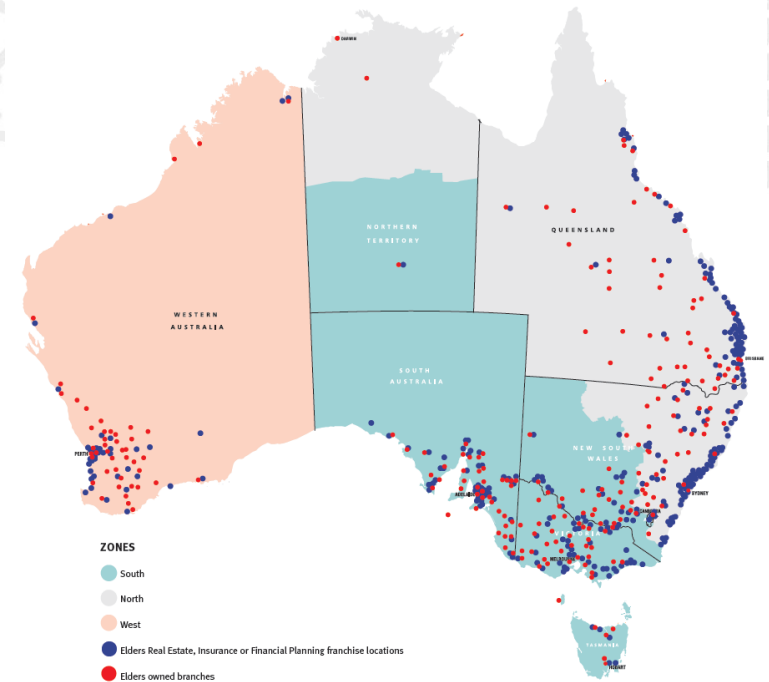 DARWIN
NORTHERN
TERRITORY
QUEENSLAND
WESTERN
AUSTRALIA
BRISBANE
SOUTH
AUSTRALIA
NEW SOUTH
WALES
PERTH
ADELAIDE
SYDNEY
CANBERRA
VICTORIA
MELBOURNE
TASMANIA
HOBART
ZONES
South
North
West
Elders Real Estate, Insurance or Financial Planning franchise locations
Elders owned branches